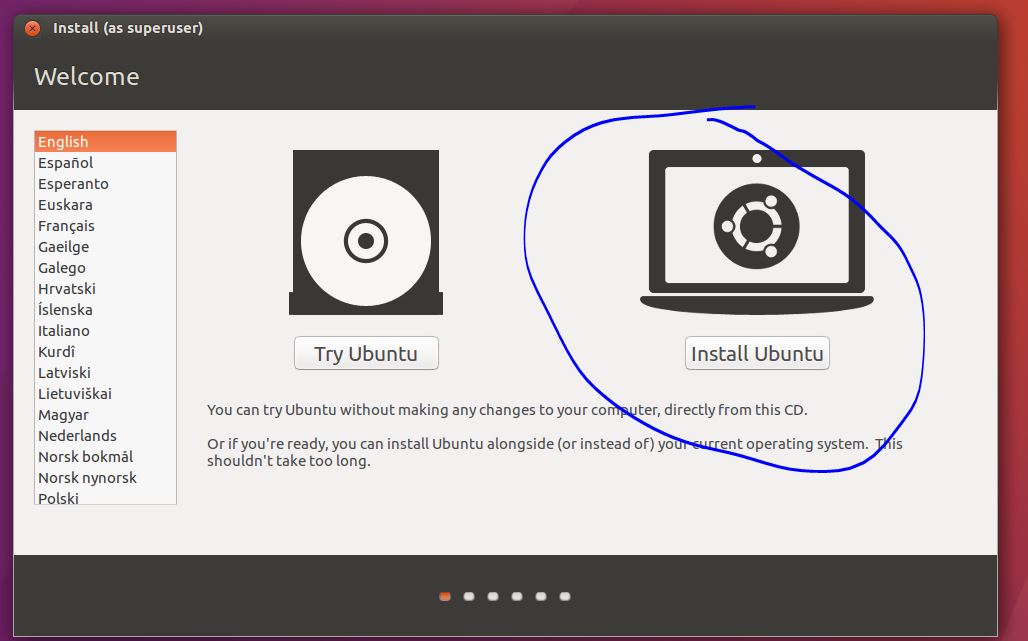 Install (as superuser)
Welcome
English
Español
Esperanto
Euskara
Français
Gaeilge
Galego
Hrvatski
Íslenska
Italiano
Kurdî
Latviski
Lietuviškai
Magyar
Nederlands
Norsk bokmål
Norsk nynorsk
Polski
Try Ubuntu
Install Ubuntu
You can try Ubuntu without making any changes to your computer, directly from this CD.
Or if you're ready, you can install Ubuntu alongside (or instead of) your current operating system. This
shouldn't take too long.